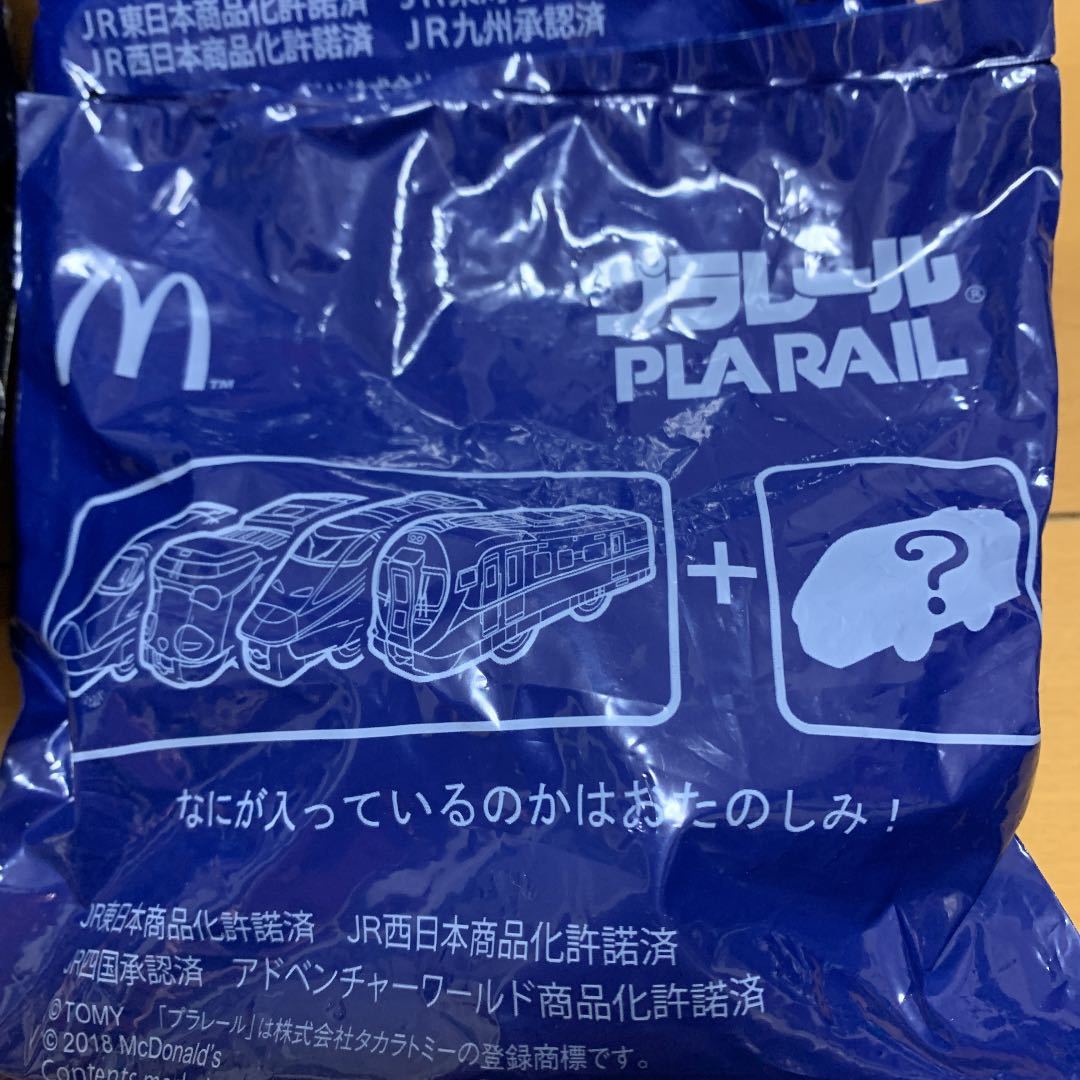 JR東日本商品化許諾済
JR西日本商品化許諾済 JR九州承認済
M™
プラレール®
PLARAIL
+ ?
なにが入っているのかはおたのしみ!
JR東日本商品化許諾済 JR西日本商品化許諾済
JR四国承認済 アドベンチャーワールド商品化許諾済
©TOMY 「プラレール」は株式会社タカラトミーの登録商標です。
© 2018 McDonald's
Contents